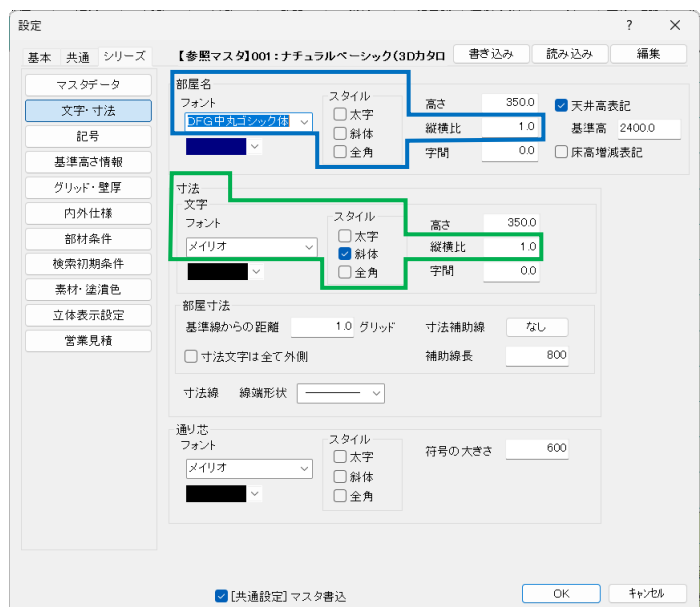 設定 ? ×
基本 共通 シリーズ 【参照マスタ】001:ナチュラルベーシック(3Dカタロ 書き込み 読み込み 編集
マスタデータ
文字・寸法
記号
基準高さ情報
グリッド・壁厚
内外仕様
部材条件
検索初期条件
素材・塗潰色
立体表示設定
営業見積
部屋名
フォント
DFG中丸ゴシック体
スタイル
太字
斜体
全角
高さ 350.0
縦横比 1.0
字間 0.0
天井高表記
基準高 2400.0
床高増減表記
寸法
文字
フォント
メイリオ
スタイル
太字
斜体
全角
高さ 350.0
縦横比 1.0
字間 0.0
部屋寸法
基準線からの距離 1.0 グリッド 寸法補助線 なし
寸法文字は全て外側 補助線長 800
寸法線 線端形状
通り芯
フォント
メイリオ
スタイル
太字
斜体
全角
符号の大きさ 600
[共通設定]マスタ書込 OK キャンセル